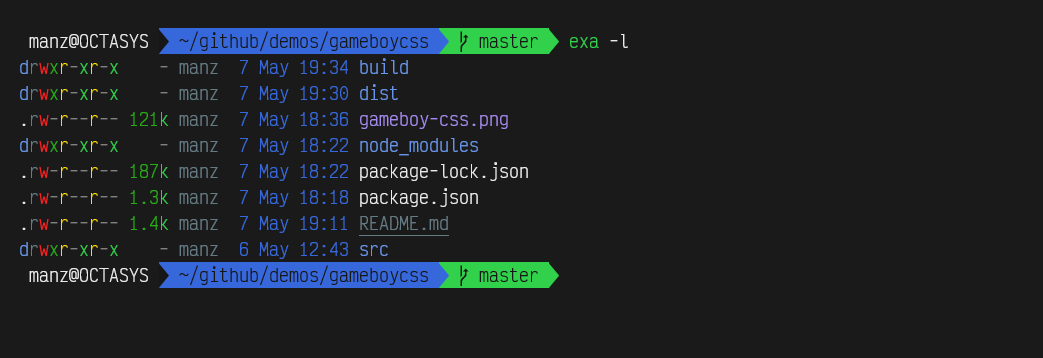 manz@OCTASYS ~/github/demos/gameboycss master exa -l
drwxr-xr-x - manz 7 May 19:34 build
drwxr-xr-x - manz 7 May 19:30 dist
.rw-r--r-- 121k manz 7 May 18:36 gameboy-css.png
drwxr-xr-x - manz 7 May 18:22 node_modules
.rw-r--r-- 187k manz 7 May 18:22 package-lock.json
.rw-r--r-- 1.3k manz 7 May 18:18 package.json
.rw-r--r-- 1.4k manz 7 May 19:11 README.md
drwxr-xr-x - manz 6 May 12:43 src
manz@OCTASYS ~/github/demos/gameboycss master